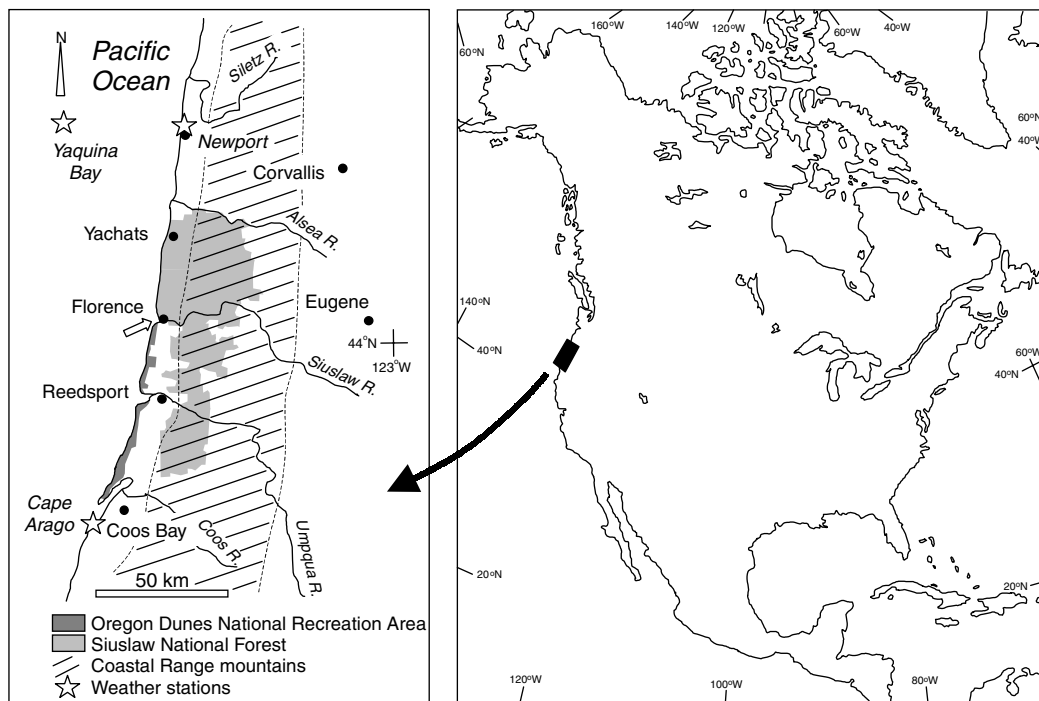 N
Pacific
Ocean
Siletz R.
Yaquina
Bay
Newport
Corvallis
Alsea R.
Yachats
Florence
Eugene
44°N
123°W
Siuslaw R.
Reedsport
Cape
Arago
Coos Bay
Coos R.
Umpqua R.
50 km
Oregon Dunes National Recreation Area
Siuslaw National Forest
Coastal Range mountains
Weather stations
160°W
140°W
120°W
80°W
60°W
40°W
60°N
60°N
40°W
140°N
40°N
60°W
40°N
20°N
20°N
120°W
100°W
80°W